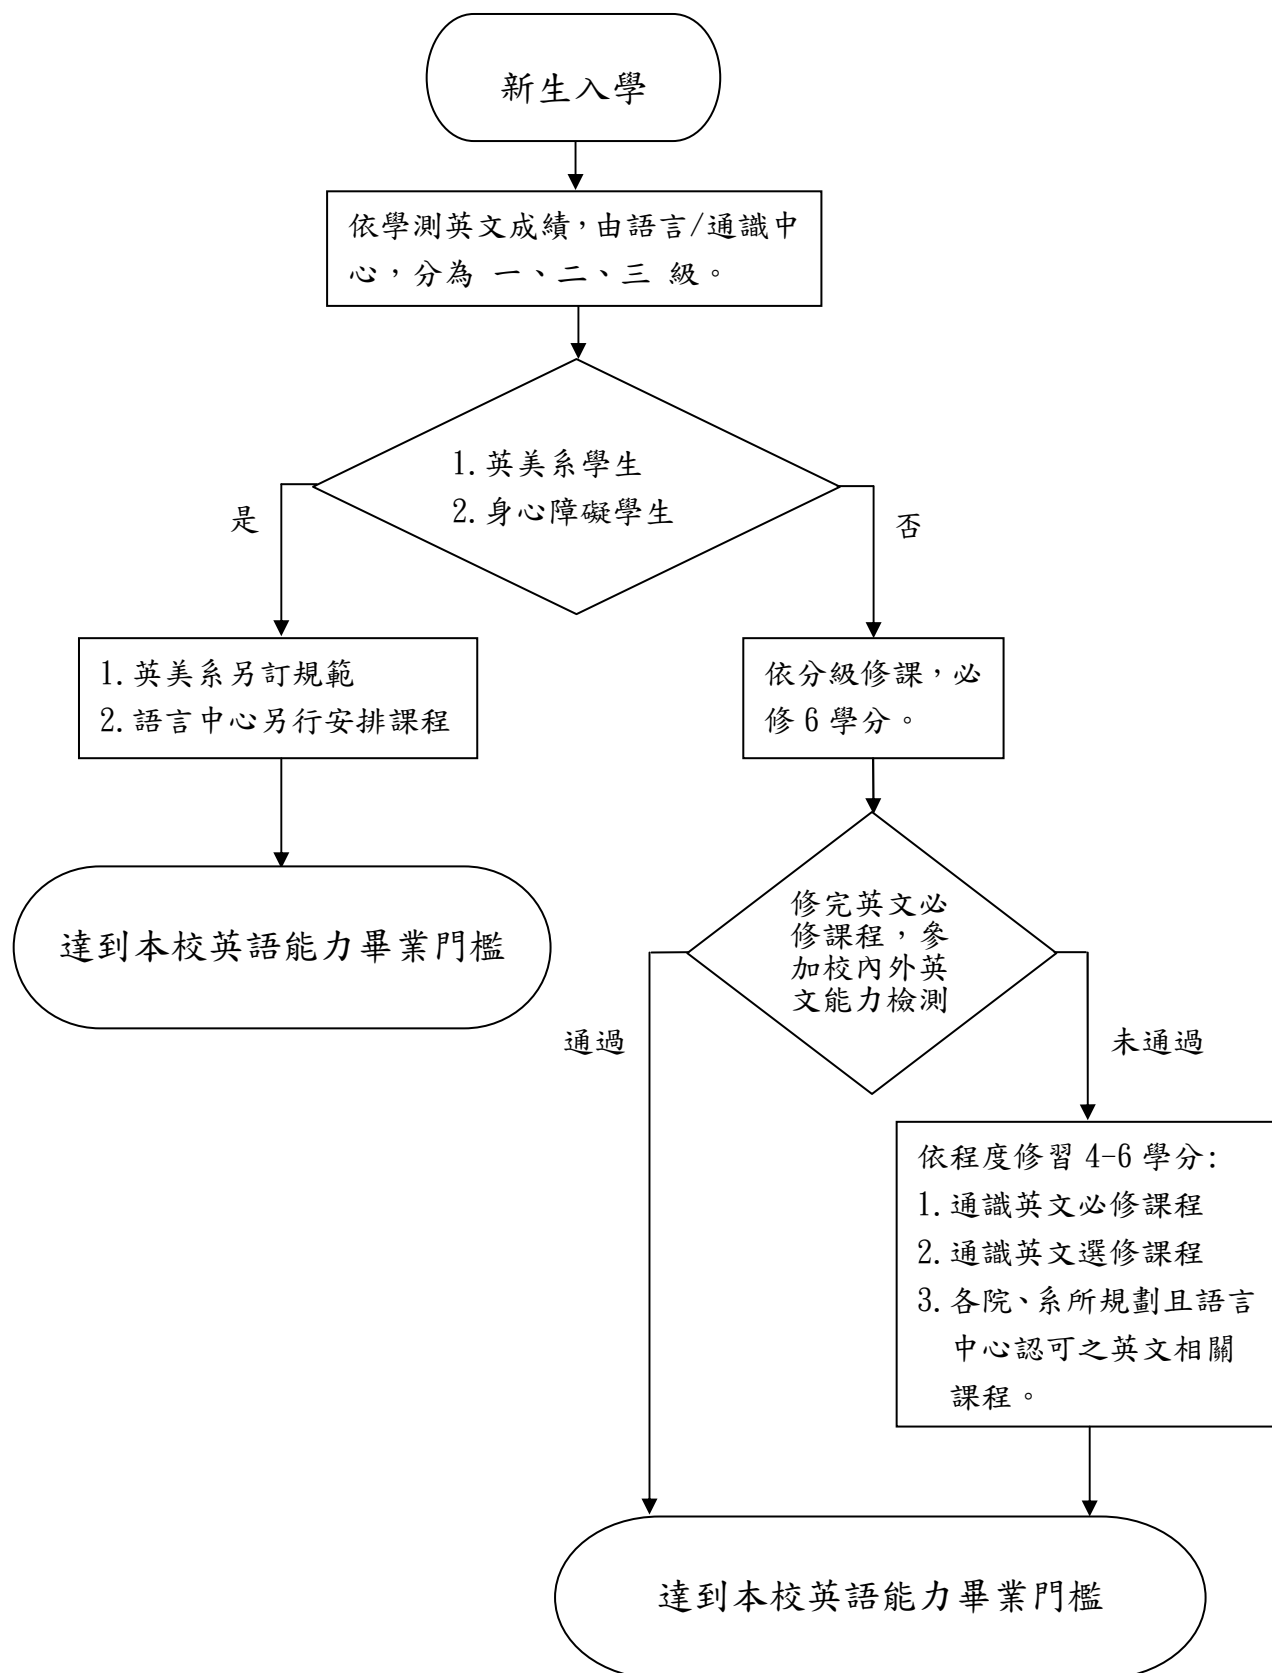 新生入學
依學測英文成績，由語言/通識中
心，分為 一、二、三 級。
1.英美系學生
2.身心障礙學生
是
否
1.英美系另訂規範
2.語言中心另行安排課程
依分級修課，必
修6學分。
達到本校英語能力畢業門檻
修完英文必
修課程，參
加校內外英
文能力檢測
通過
未通過
依程度修習 4-6 學分:
1.通識英文必修課程
2.通識英文選修課程
3.各院、系所規劃且語言
中心認可之英文相關
課程。
達到本校英語能力畢業門檻